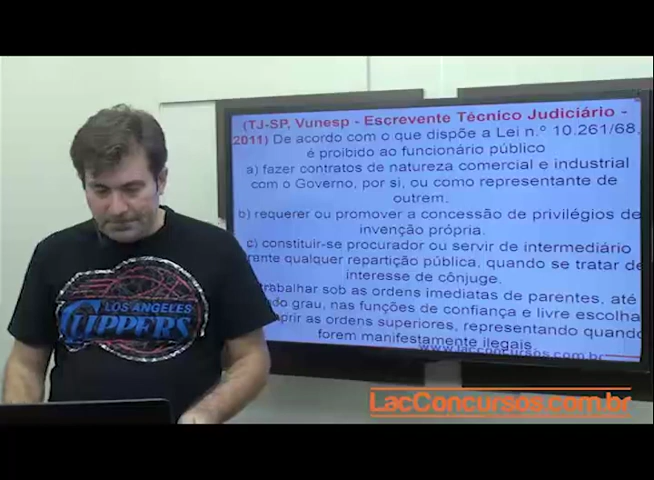 (TJ-SP, Vunesp - Escrevente Técnico Judiciário -
2011) De acordo com o que dispõe a Lei n.º 10.261/68,
é proibido ao funcionário público
a) fazer contratos de natureza comercial e industrial
com o Governo, por si, ou como representante de
outrem.
b) requerer ou promover a concessão de privilégios de
invenção própria.
c) constituir-se procurador ou servir de intermediário
qualquer repartição pública, quando se tratar de
interesse de cônjuge.
trabalhar sob as ordens imediatas de parentes, até
grau, nas funções de confiança e livre escolha
as ordens superiores, representando quando
forem manifestamente ilegais.
www.lacconcursos.com.br
LOS ANGELES
CLIPPERS
LacConcursos.com.br